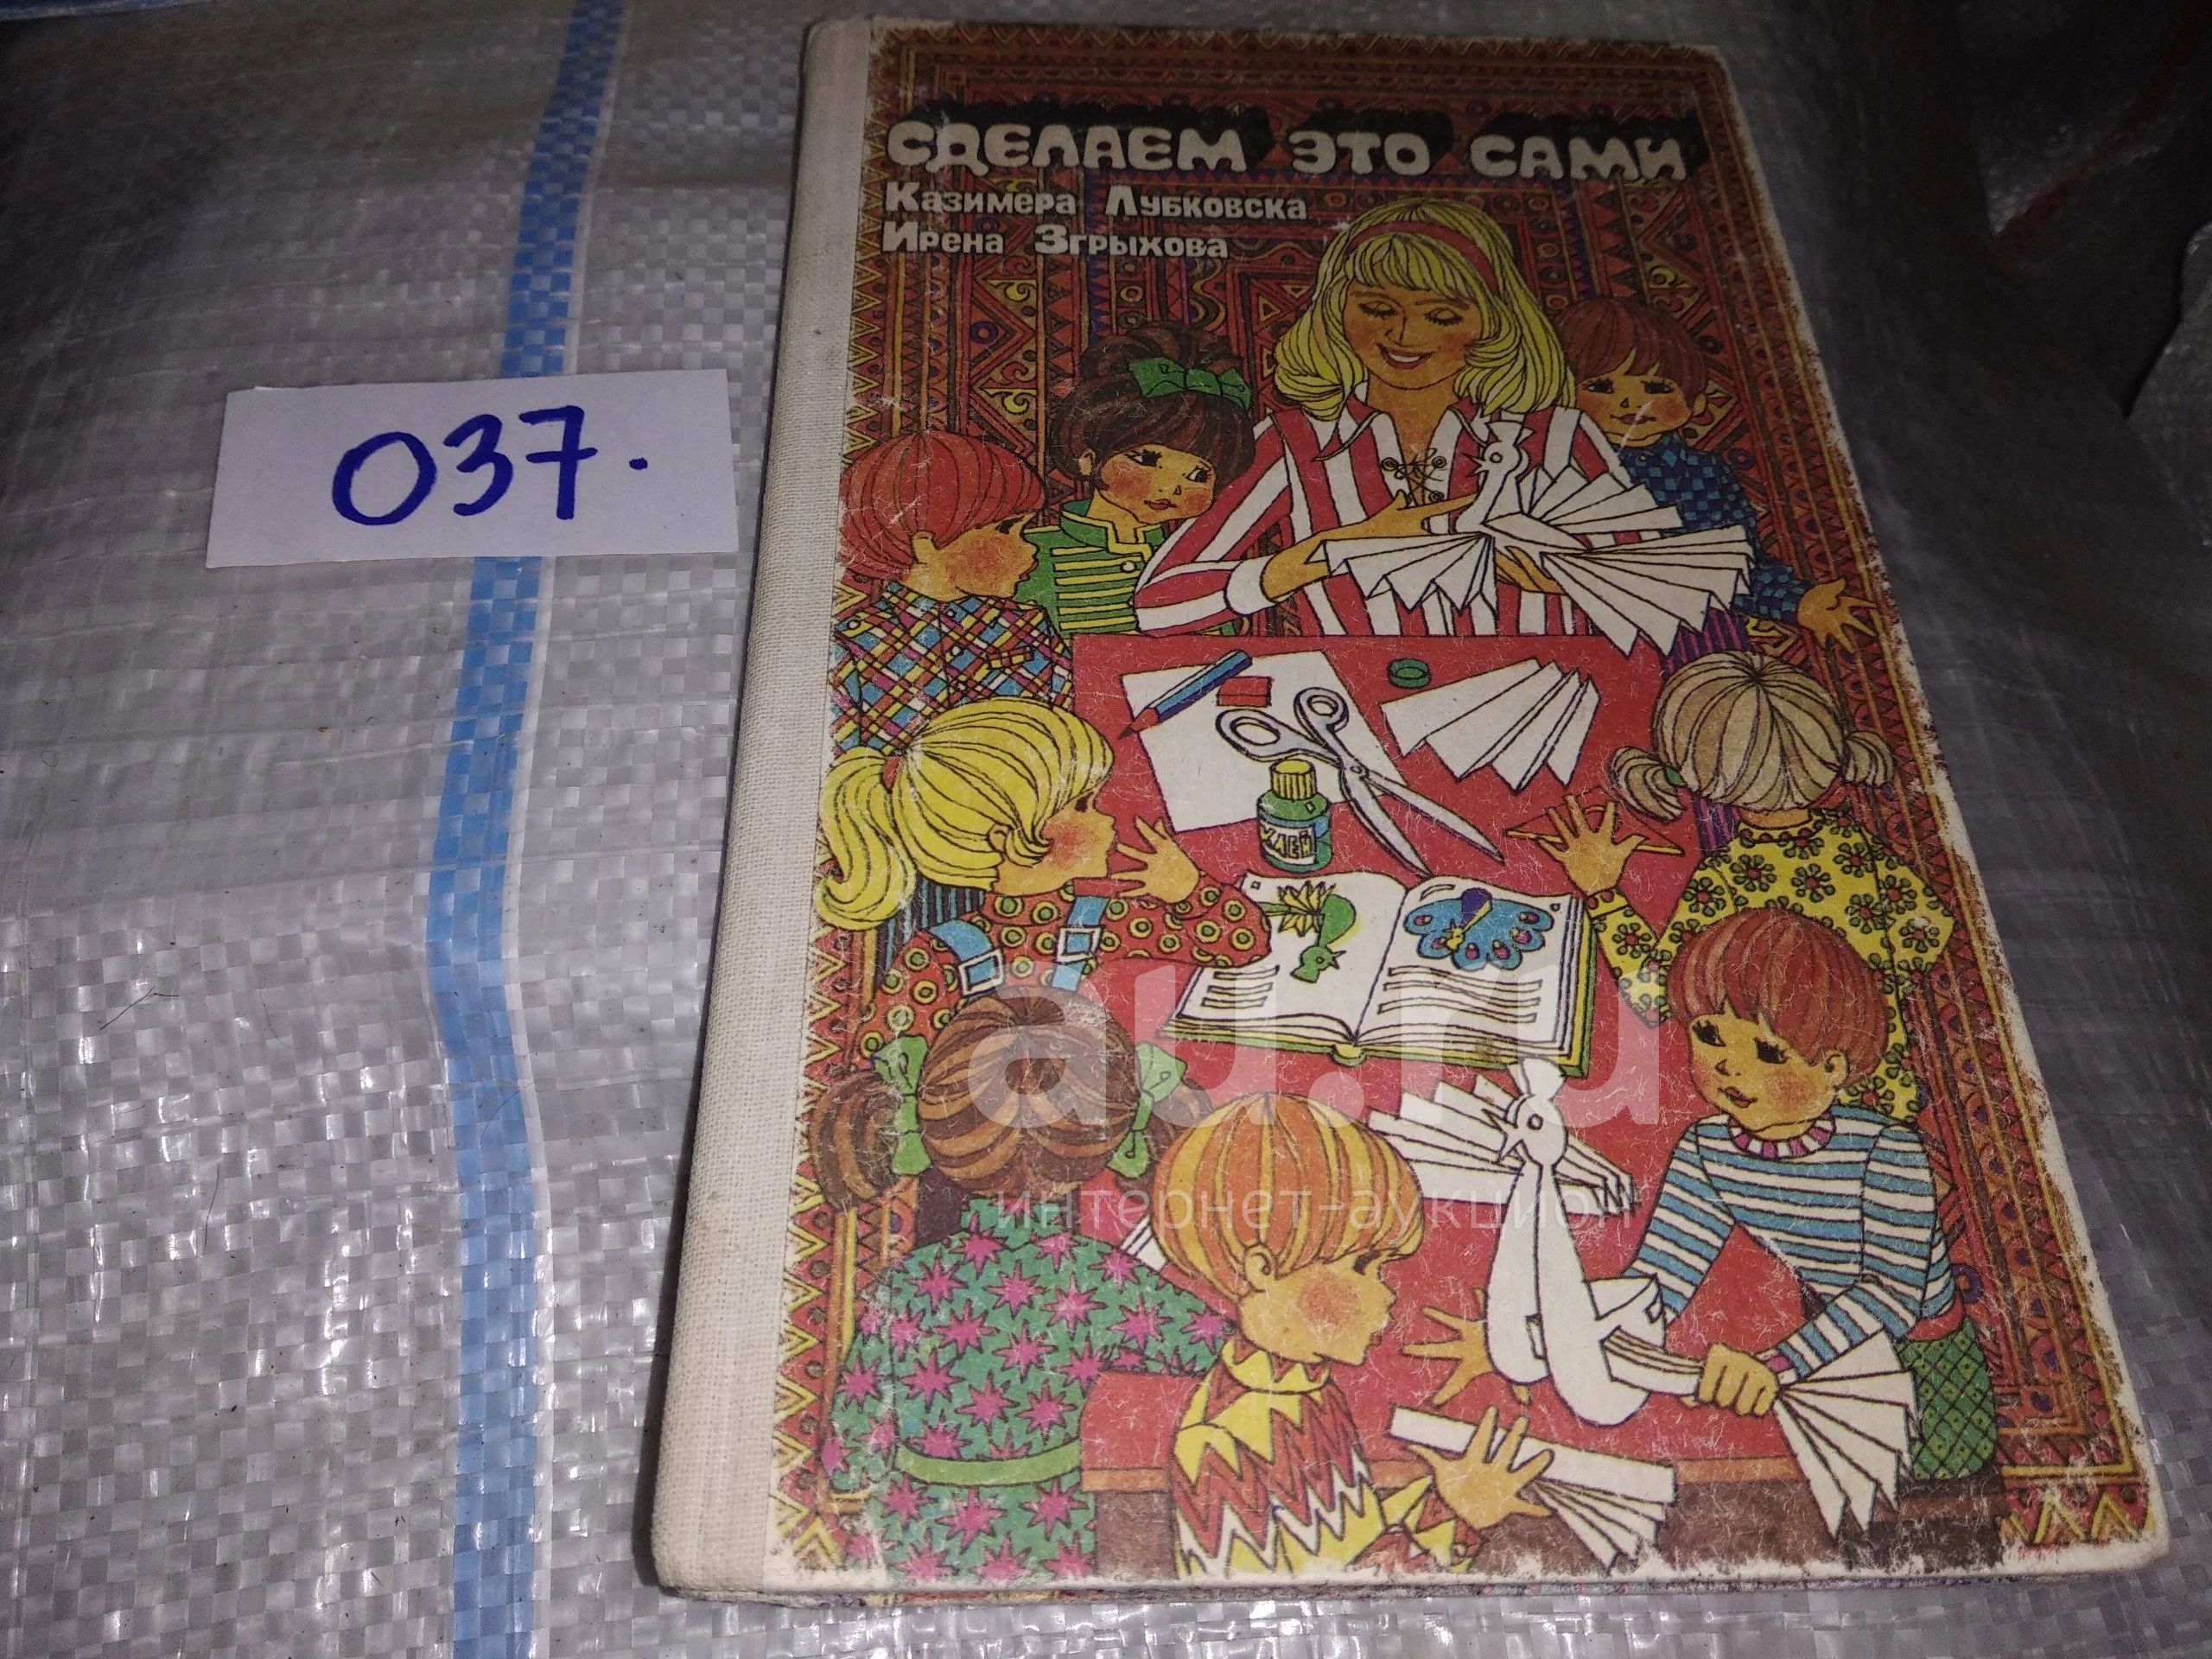 СДЕЛАЕМ ЭТО САМИ
Казимера Лубковска
Ирена Згрыхова
037.
КЛЕЙ
au.ru
интернет-аукцион